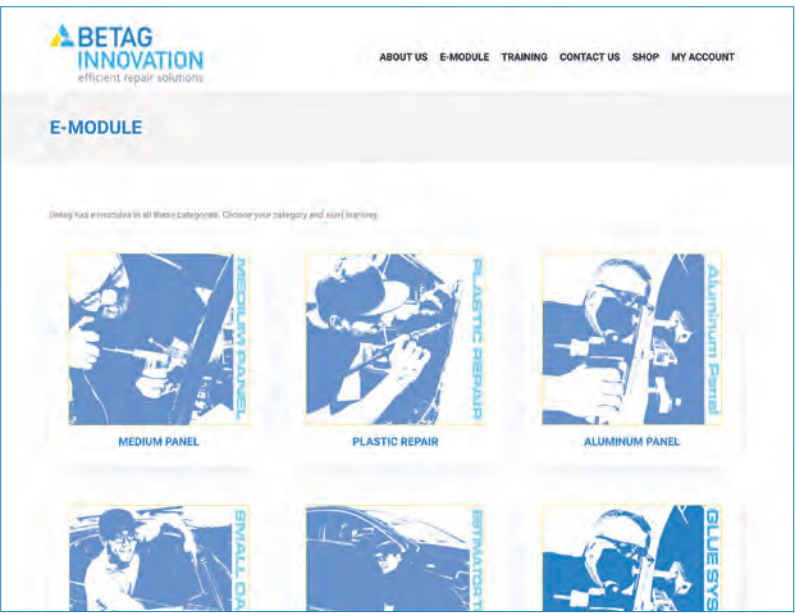 BETAG
INNOVATION
efficient repair solutions
ABOUT US E-MODULE TRAINING CONTACT US SHOP MY ACCOUNT
E-MODULE
Betag has e-modules in all these categories. Choose your category and start learning
MEDIUM PANEL
PLASTIC REPAIR
Aluminum Panel
MEDIUM PANEL
PLASTIC REPAIR
ALUMINUM PANEL
SMALL DA
ESTIMATOR T
GLUE SYS